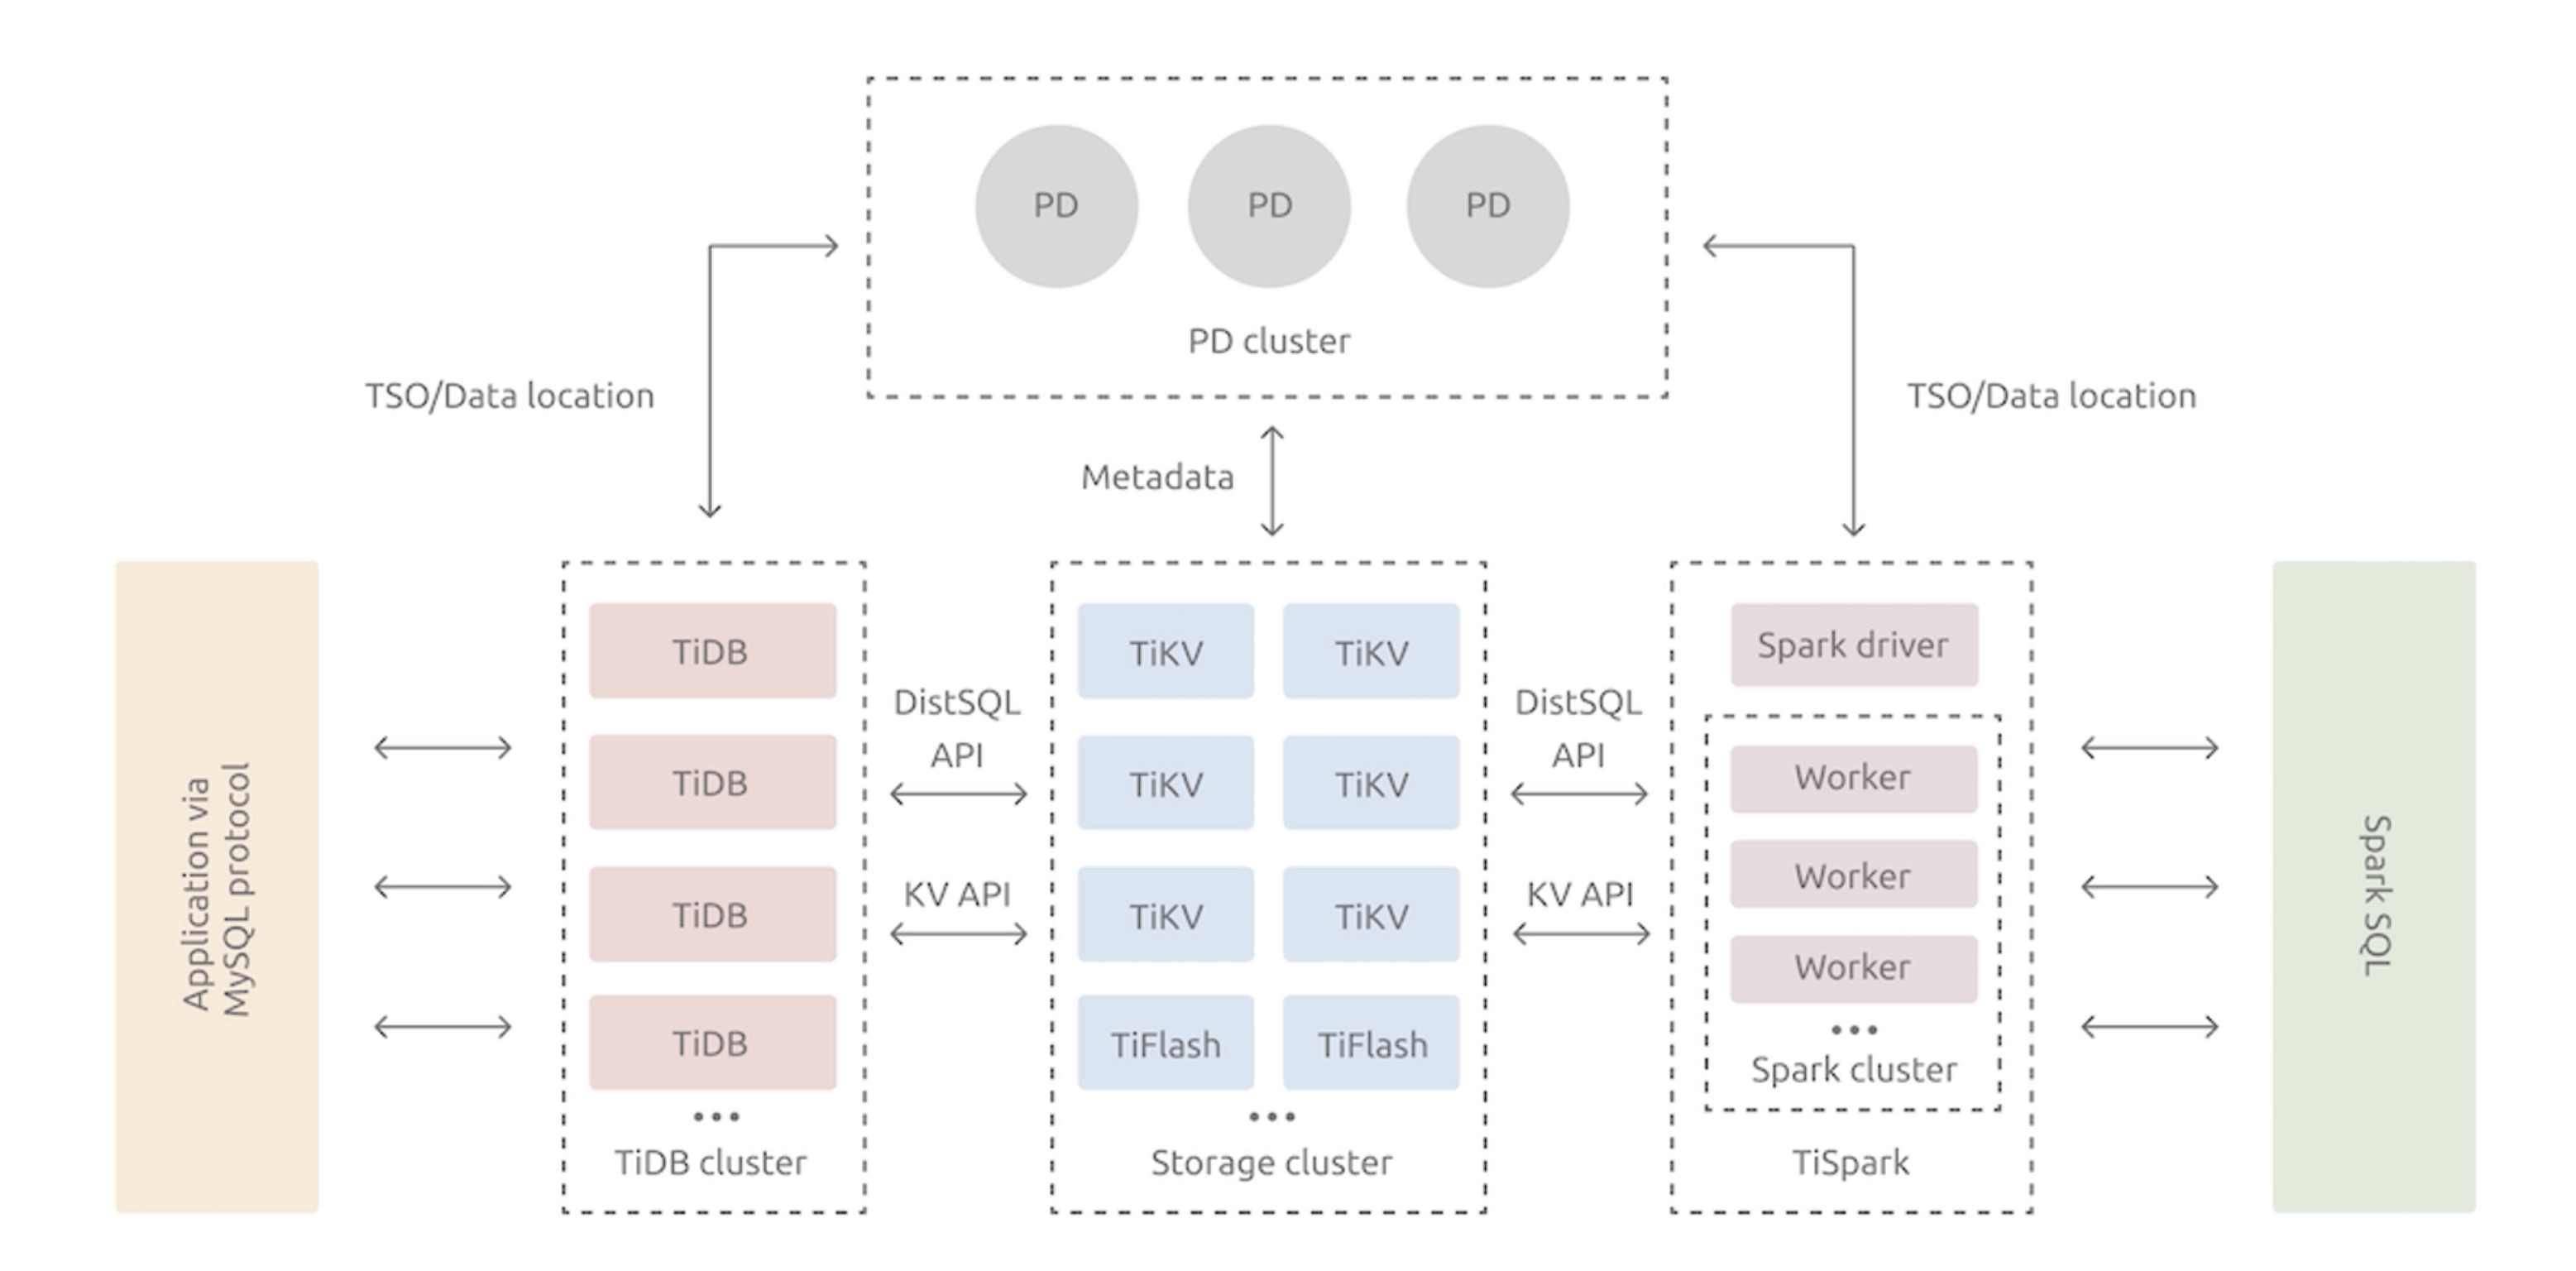 PD
PD
PD
PD cluster
TSO/Data location
TSO/Data location
Metadata
Application via
MySQL protocol
TiDB
TiDB
TiDB
TiDB
...
TiDB cluster
DistSQL
API
KV API
TiKV
TiKV
TiKV
TiKV
TiKV
TiKV
TiFlash
TiFlash
...
Storage cluster
DistSQL
API
KV API
Spark driver
Worker
Worker
Worker
...
Spark cluster
TiSpark
Spark SQL